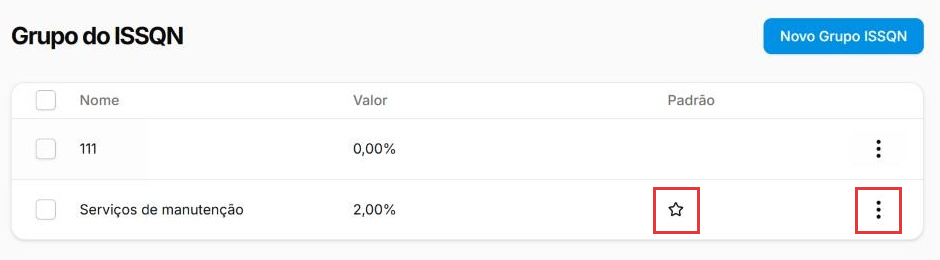 Grupo do ISSQN
Novo Grupo ISSQN
Nome Valor Padrão
111 0,00%
Serviços de manutenção 2,00%